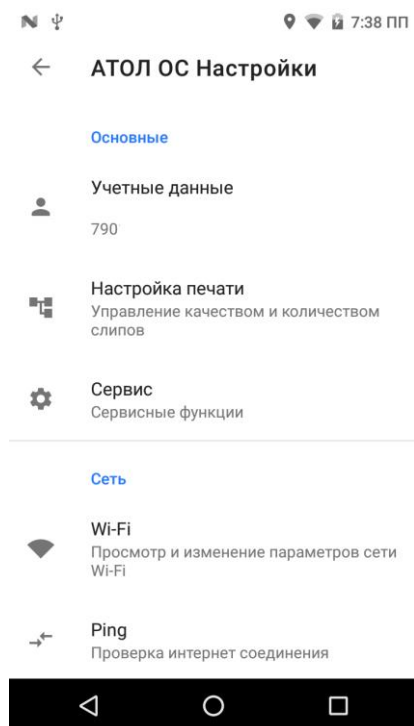 7:38 ПП
АТОЛ ОС Настройки
Основные
Учетные данные
790
Настройка печати
Управление качеством и количеством
слипов
Сервис
Сервисные функции
Сеть
Wi-Fi
Просмотр и изменение параметров сети
Wi-Fi
Ping
Проверка интернет соединения